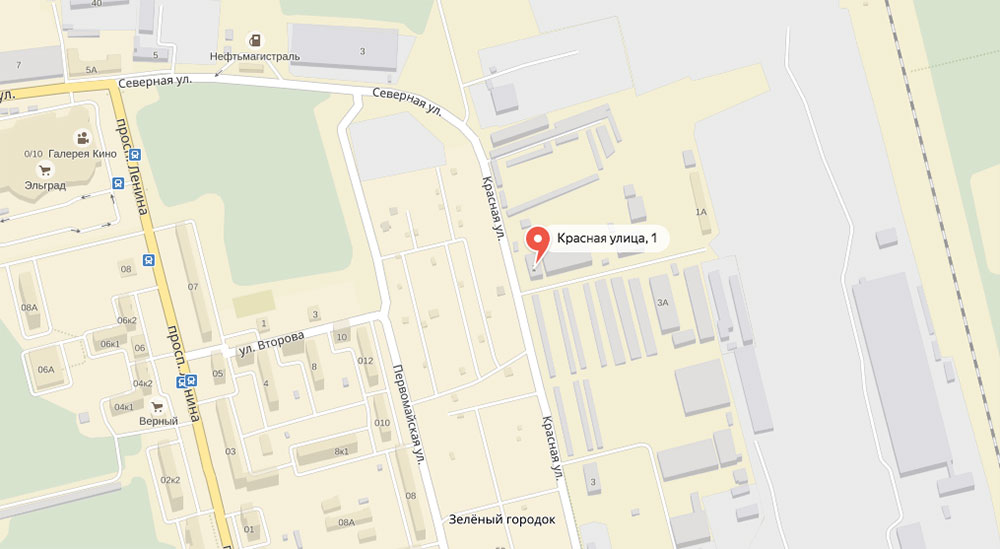 40
7
5А
5
Нефтьмагистраль
3
Северная ул.
ул.
Северная ул.
просп. Ленина
0/10
Галерея Кино
Эльград
Красная ул.
1А
Красная улица, 1
08
07
08А
06к2
1
3
3А
06к1
06
ул. Второва
10
просп. Ленина
06А
04к2
05
4
8
012
04к1
Верный
Первомайская ул.
010
Красная ул.
03
8к1
02к2
3
08
08А
Зелёный городок